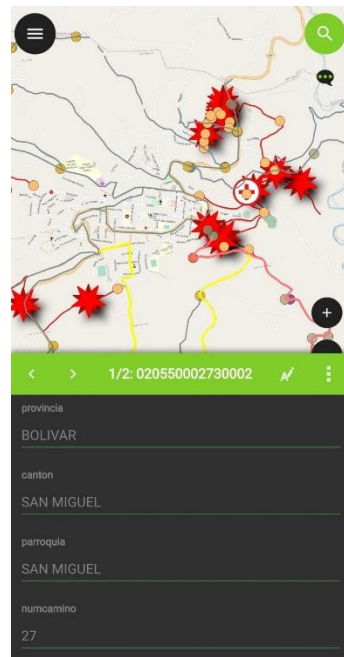 1/2: 020550002730002
provincia
BOLIVAR
canton
SAN MIGUEL
parroquia
SAN MIGUEL
numcamino
27